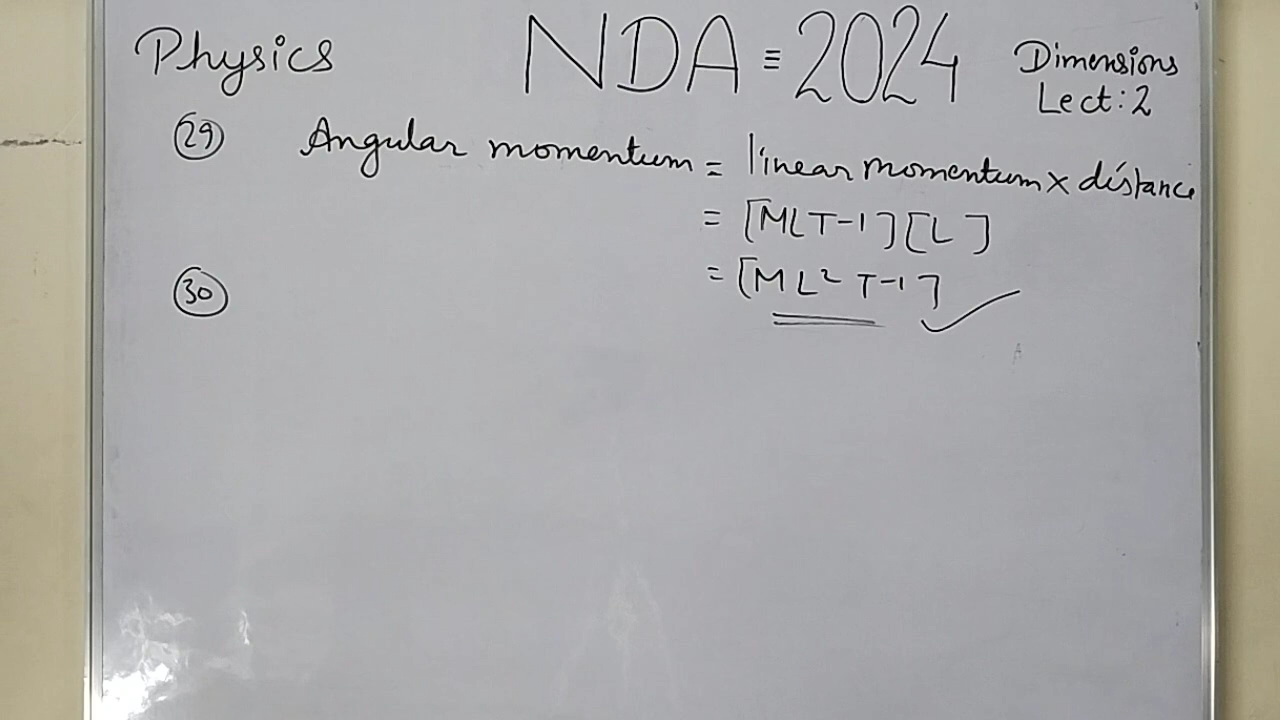 Physics NDA = 2024 Dimensions
Lect: 2
(29) Angular momentum = linear momentum x distance
= [MLT-1][L]
= [ML² T-1]
(30)